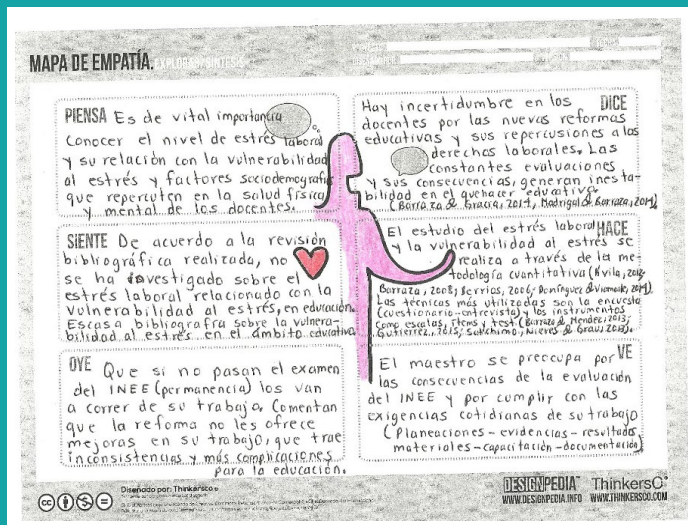 MAPA DE EMPATÍA. EXPLORAR/SÍNTESIS
PIENSA Es de vital importancia
Conocer el nivel de estrés laboral
y su relación con la vulnerabilidad
al estrés y factores sociodemográfic
que repercuten en la salud física
y mental de los docentes.
Hay incertidumbre en los DICE
docentes por las nuevas reformas
educativas y sus repercusiones a los
derechos laborales. Las
constantes evaluaciones
y sus consecuencias, generan inesta-
bilidad en el quehacer educativo.
(Barraza & Gracia, 2014, Madrigal & Barraza, 2014)
SIENTE De acuerdo a la revisión
bibliográfica realizada, no
se ha investigado sobre el
estrés laboral relacionado con la
vulnerabilidad al estrés, en educación.
Escasa bibliografía sobre la vulnera-
bilidad al estrés en el ámbito educativo
El estudio del estrés laboral HACE
y la vulnerabilidad al estrés se
realiza a través de la me-
todología cuantitativa (Ávila,
Barraza, 2008; Berrios, 2006; Domínguez &
Las técnicas más utilizadas son la encuesta
(cuestionario-entrevista) y los instrumentos
como escalas, ítems y test. (Barraza & Méndez, 2013;
Gutiérrez, 2015; Nieves & Grau, 2013).
OYE Que si no pasan el examen
del INEE (permanencia) los van
a correr de su trabajo. Comentan
que la reforma no les ofrece
mejoras en su trabajo, que trae
inconsistencias y más complicaciones
para la educación.
El maestro se preocupa por VE
las consecuencias de la evaluación
del INEE y por cumplir con las
exigencias cotidianas de su trabajo
(Planeaciones - evidencias - resultados
materiales - capacitación - documentación)
Diseñado por: Thinkersco.
DESIGNPEDIA
WWW.DESIGNPEDIA.INFO
ThinkersCo
WWW.THINKERSCO.COM